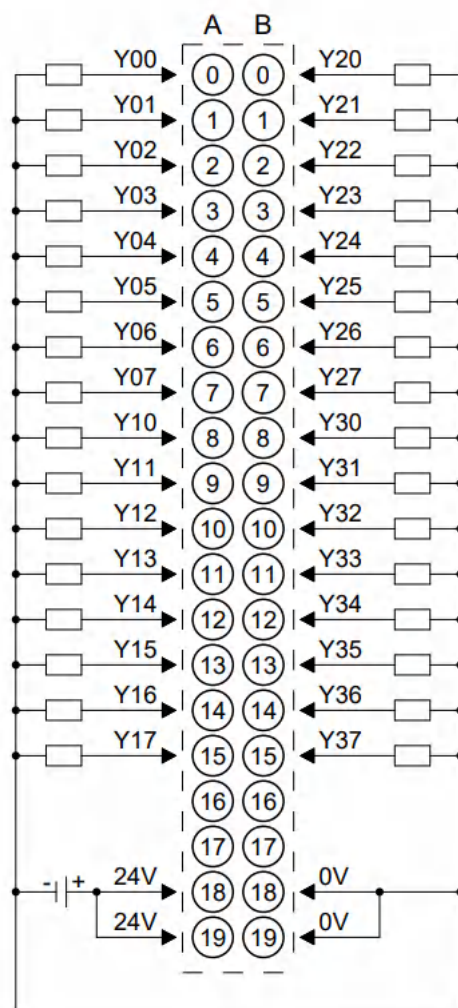 A B
Y00 0 0 Y20
Y01 1 1 Y21
Y02 2 2 Y22
Y03 3 3 Y23
Y04 4 4 Y24
Y05 5 5 Y25
Y06 6 6 Y26
Y07 7 7 Y27
Y10 8 8 Y30
Y11 9 9 Y31
Y12 10 10 Y32
Y13 11 11 Y33
Y14 12 12 Y34
Y15 13 13 Y35
Y16 14 14 Y36
Y17 15 15 Y37
16 16
17 17
- + 24V 18 18 0V
24V 19 19 0V